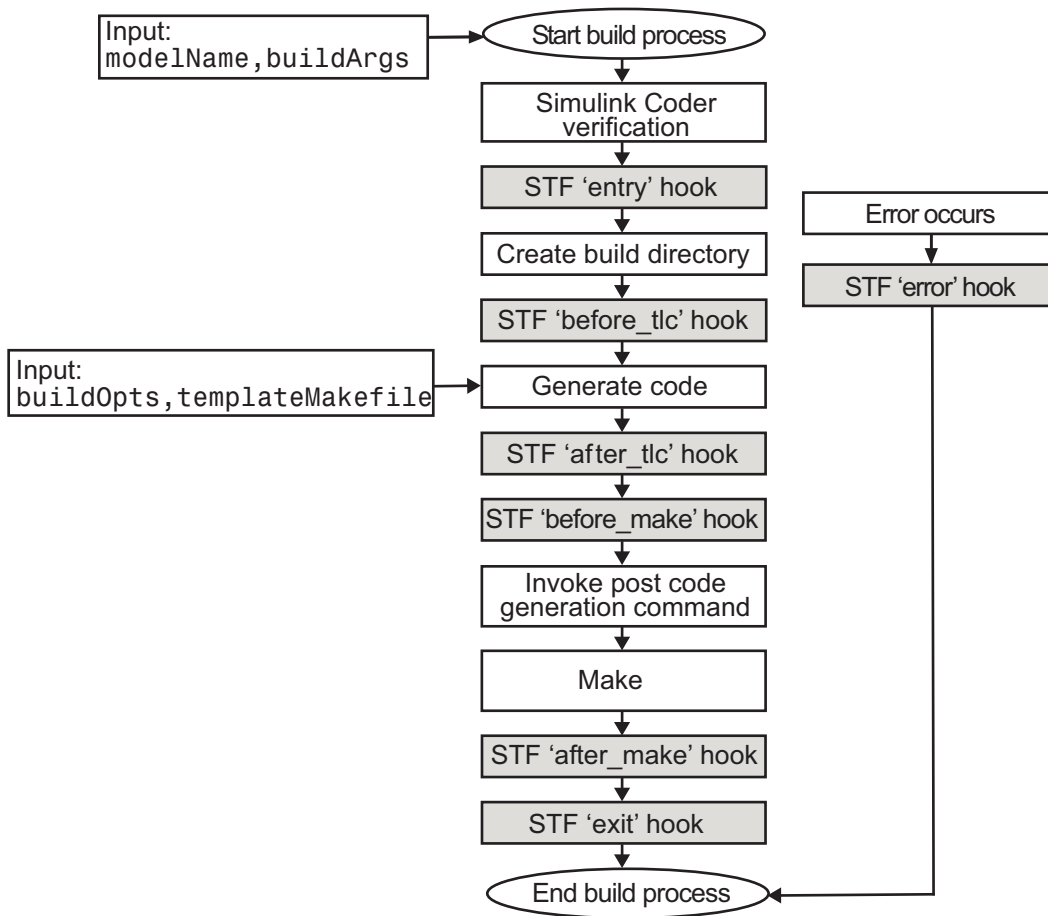 Input:
modelName,buildArgs
Start build process
Simulink Coder
verification
STF ‘entry’ hook
Create build directory
STF ‘before_tlc’ hook
Input:
buildOpts,templateMakefile
Generate code
STF ‘after_tlc’ hook
STF ‘before_make’ hook
Invoke post code
generation command
Make
STF ‘after_make’ hook
STF ‘exit’ hook
End build process
Error occurs
STF ‘error’ hook